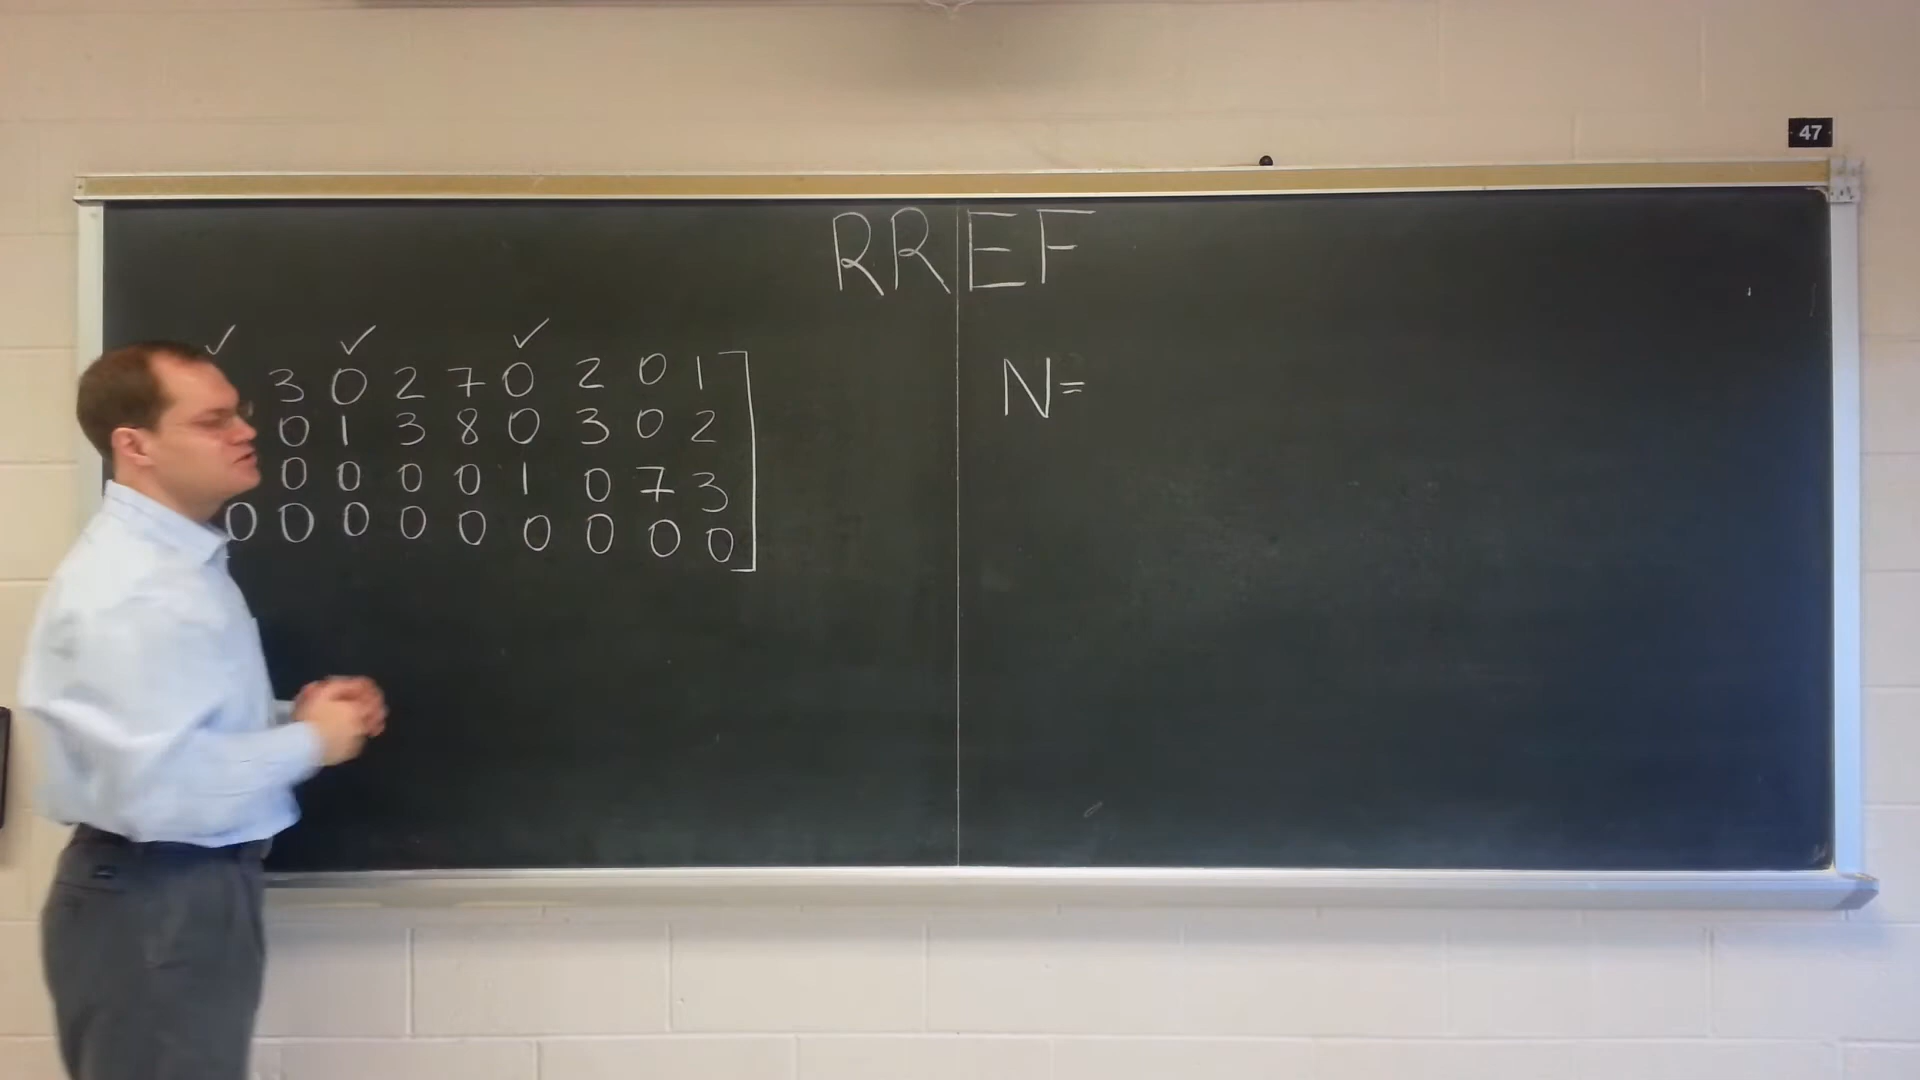 47
RREF
✓ ✓ ✓
3 0 2 7 0 2 0 1
0 1 3 8 0 3 0 2
0 0 0 0 1 0 7 3
0 0 0 0 0 0 0 0 0
N=